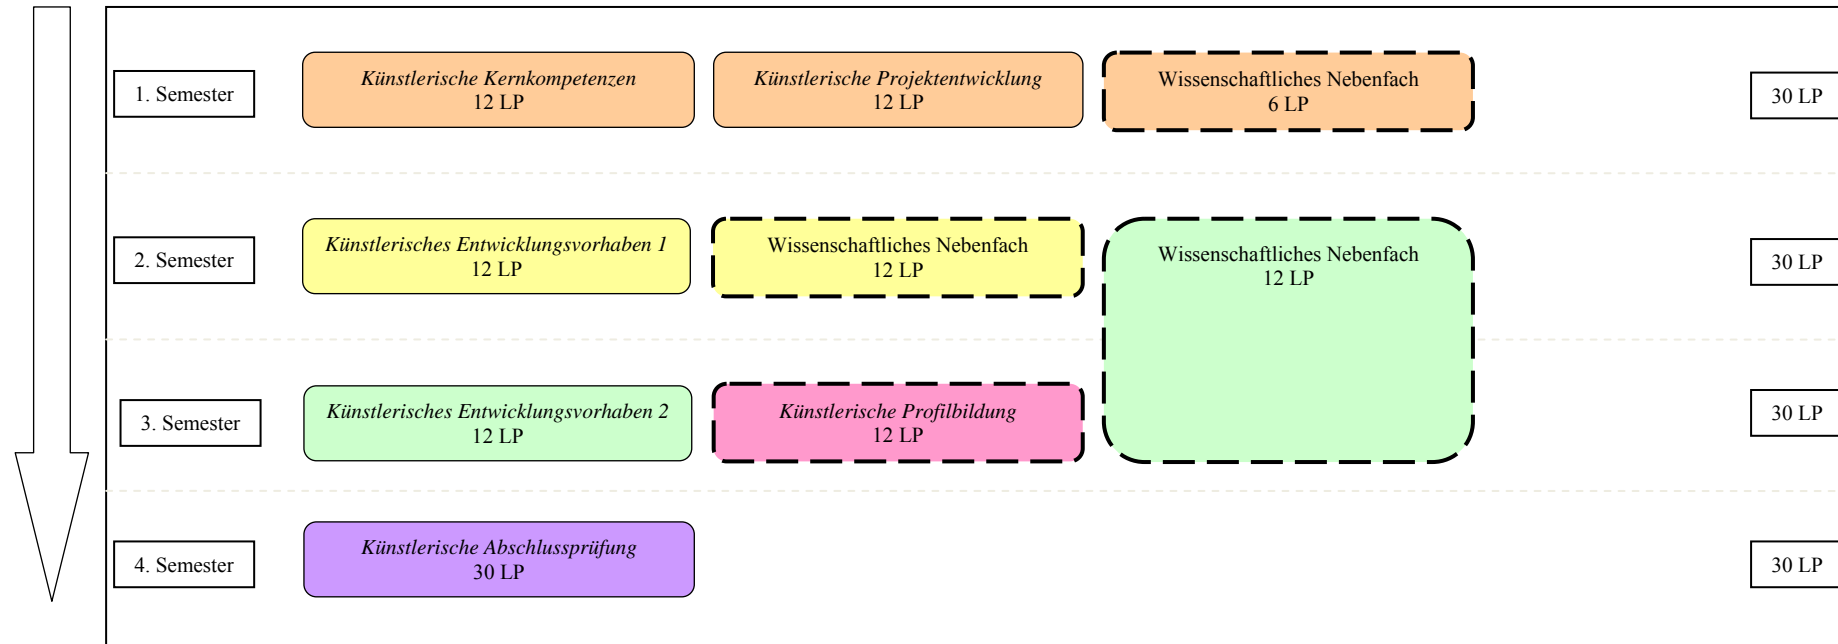 1. Semester
Künstlerische Kernkompetenzen
12 LP
Künstlerische Projektentwicklung
12 LP
Wissenschaftliches Nebenfach
6 LP
30 LP
2. Semester
Künstlerisches Entwicklungsvorhaben 1
12 LP
Wissenschaftliches Nebenfach
12 LP
Wissenschaftliches Nebenfach
12 LP
30 LP
3. Semester
Künstlerisches Entwicklungsvorhaben 2
12 LP
Künstlerische Profilbildung
12 LP
30 LP
4. Semester
Künstlerische Abschlussprüfung
30 LP
30 LP